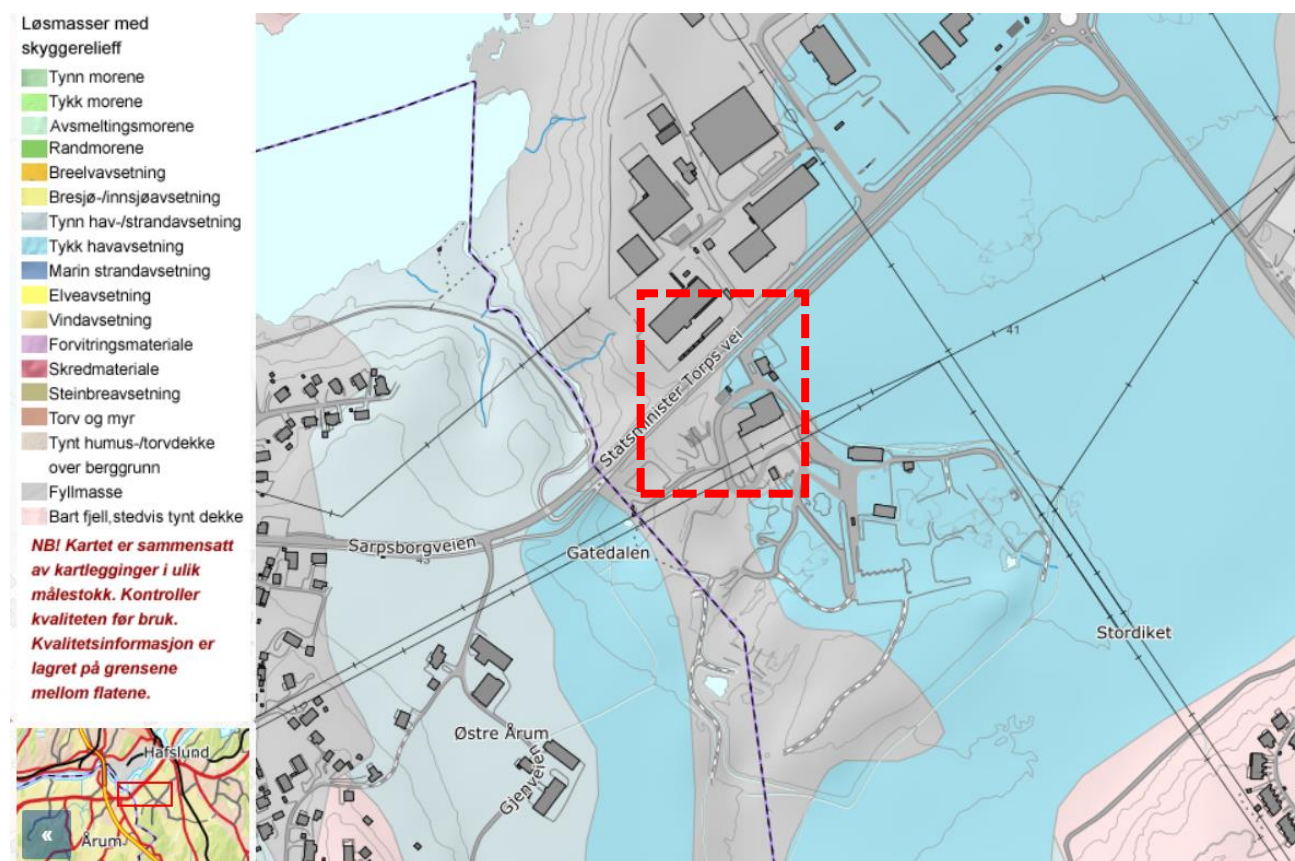 Løsmasser med
skyggerelieff
Tynn morene
Tykk morene
Avsmeltingsmorene
Randmorene
Breelvavsetning
Bresjø-/innsjøavsetning
Tynn hav-/strandavsetning
Tykk havavsetning
Marin strandavsetning
Elveavsetning
Vindavsetning
Forvitringsmateriale
Skredmateriale
Steinbreavsetning
Torv og myr
Tynt humus-/torvdekke
over berggrunn
Fyllmasse
Bart fjell,stedvis tynt dekke
NB! Kartet er sammensatt
av kartlegginger i ulik
målestokk. Kontroller
kvaliteten før bruk.
Kvalitetsinformasjon er
lagret på grensene
mellom flatene.
Hafslund
Årum
«
41
Statsminister Torps vei
Sarpsborgveien
43
Gatedalen
Stordiket
Østre Årum
Gjenveien